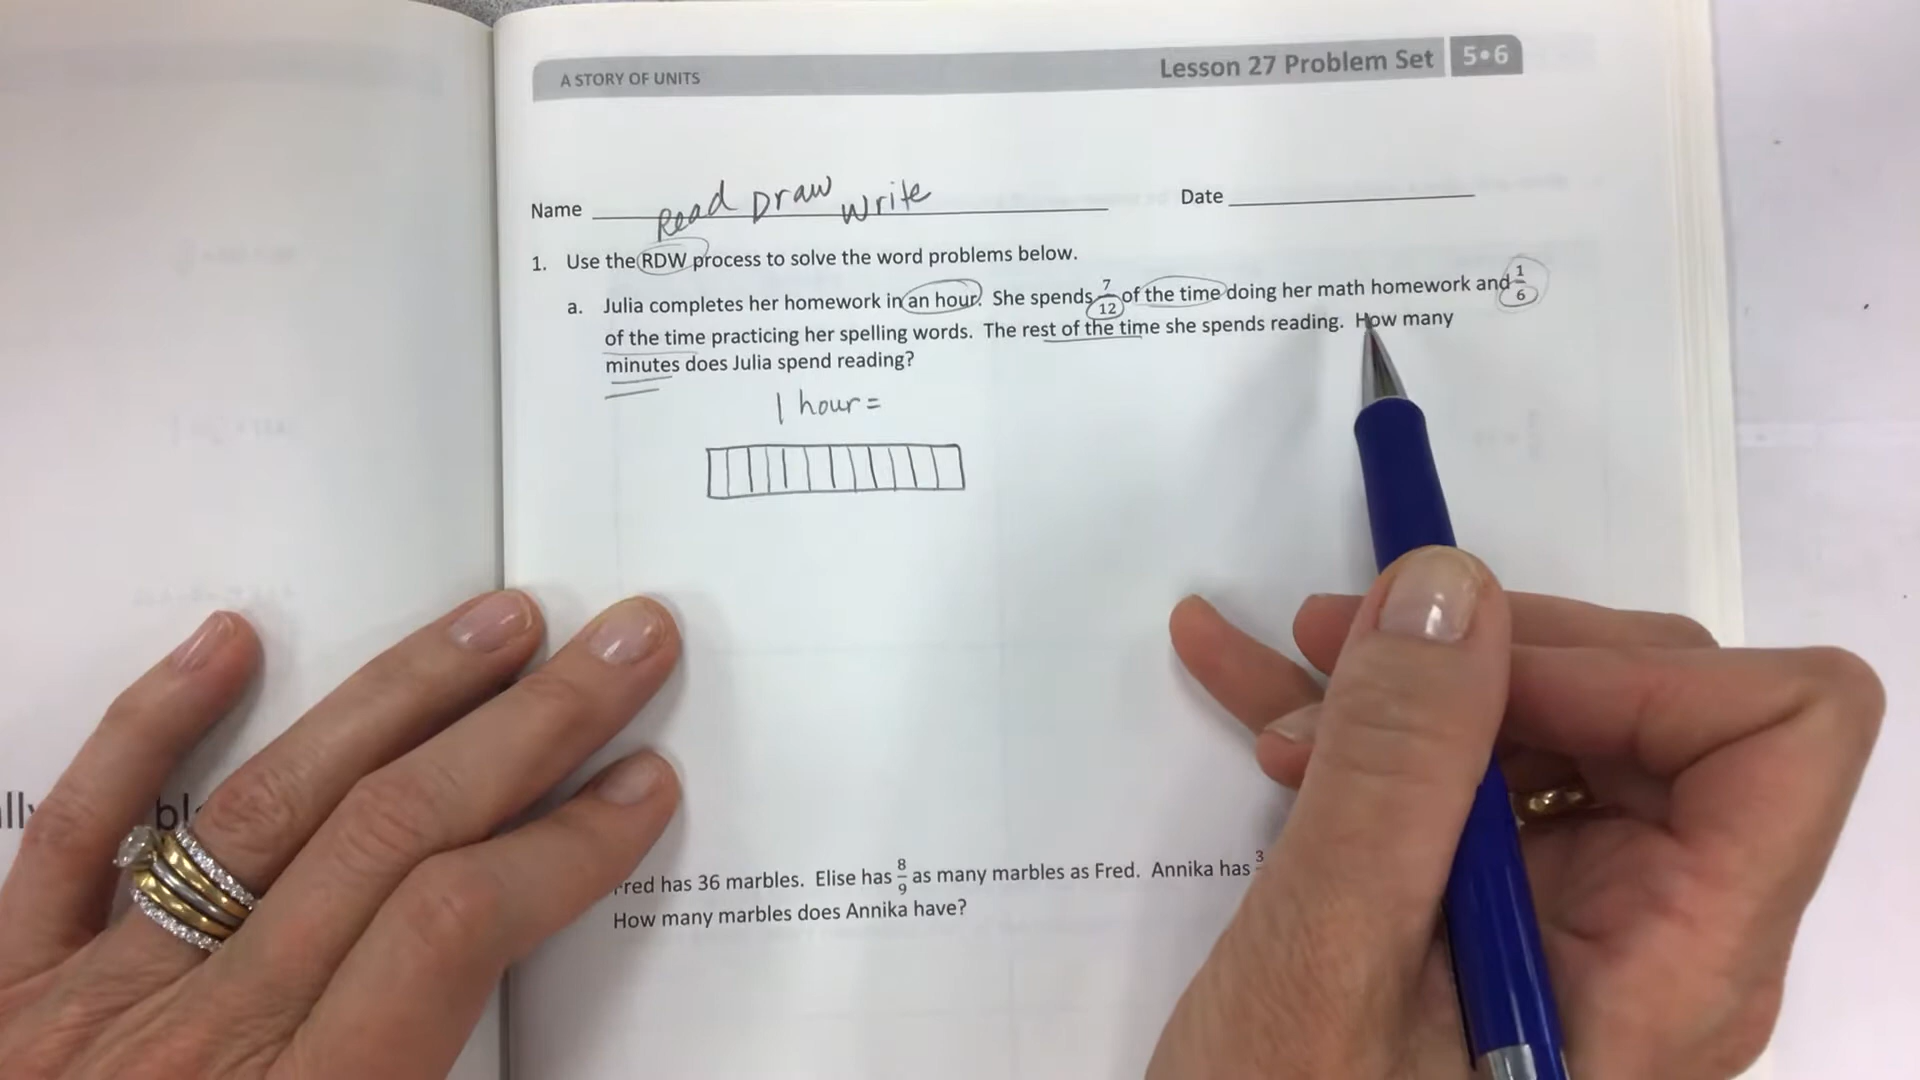 A STORY OF UNITS
Lesson 27 Problem Set 5•6
Name Read Draw Write Date
1. Use the RDW process to solve the word problems below.
a. Julia completes her homework in an hour. She spends 7/12 of the time doing her math homework and 1/6
of the time practicing her spelling words. The rest of the time she spends reading. How many
minutes does Julia spend reading?
1 hour =
Fred has 36 marbles. Elise has 8/9 as many marbles as Fred. Annika has 3
How many marbles does Annika have?